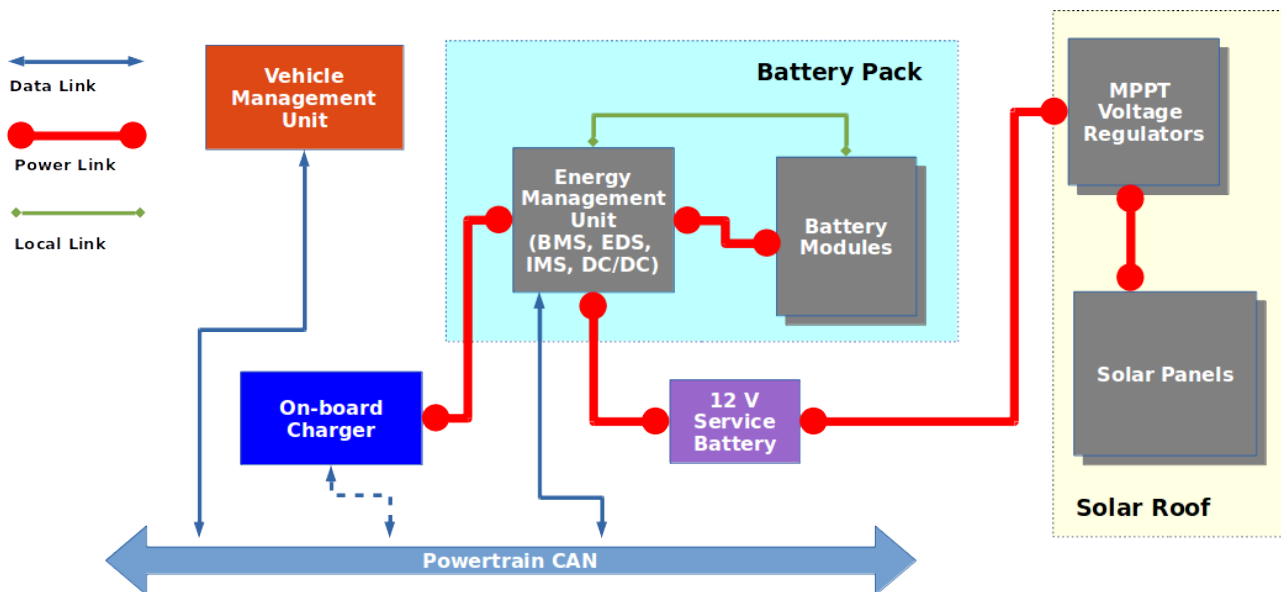 Data Link
Power Link
Local Link
Vehicle
Management
Unit
Battery Pack
Energy
Management
Unit
(BMS, EDS,
IMS, DC/DC)
Battery
Modules
MPPT
Voltage
Regulators
Solar Panels
Solar Roof
On-board
Charger
12 V
Service
Battery
Powertrain CAN